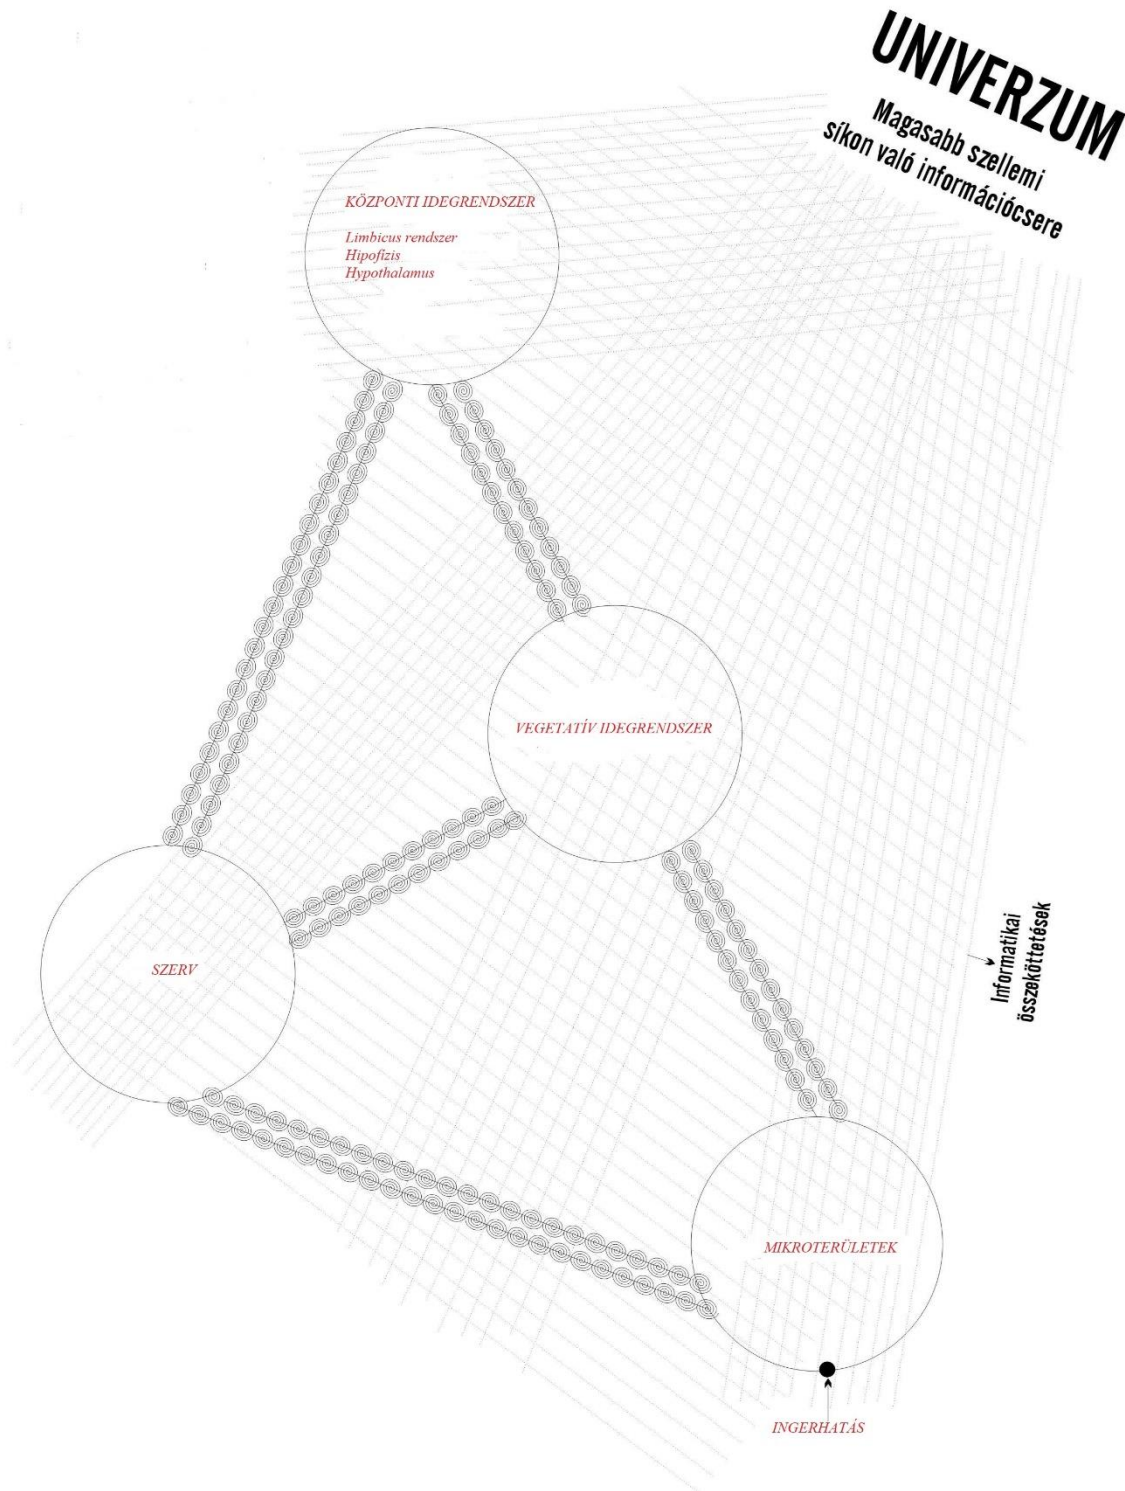 UNIVERZUM
Magasabb szellemi
síkon való információcsere
KÖZPONTI IDEGRENDSZER
Limbicus rendszer
Hipofízis
Hypothalamus
VEGETATÍV IDEGRENDSZER
SZERV
Informatikai
összeköttetések
MIKROTERÜLETEK
INGERHATÁS